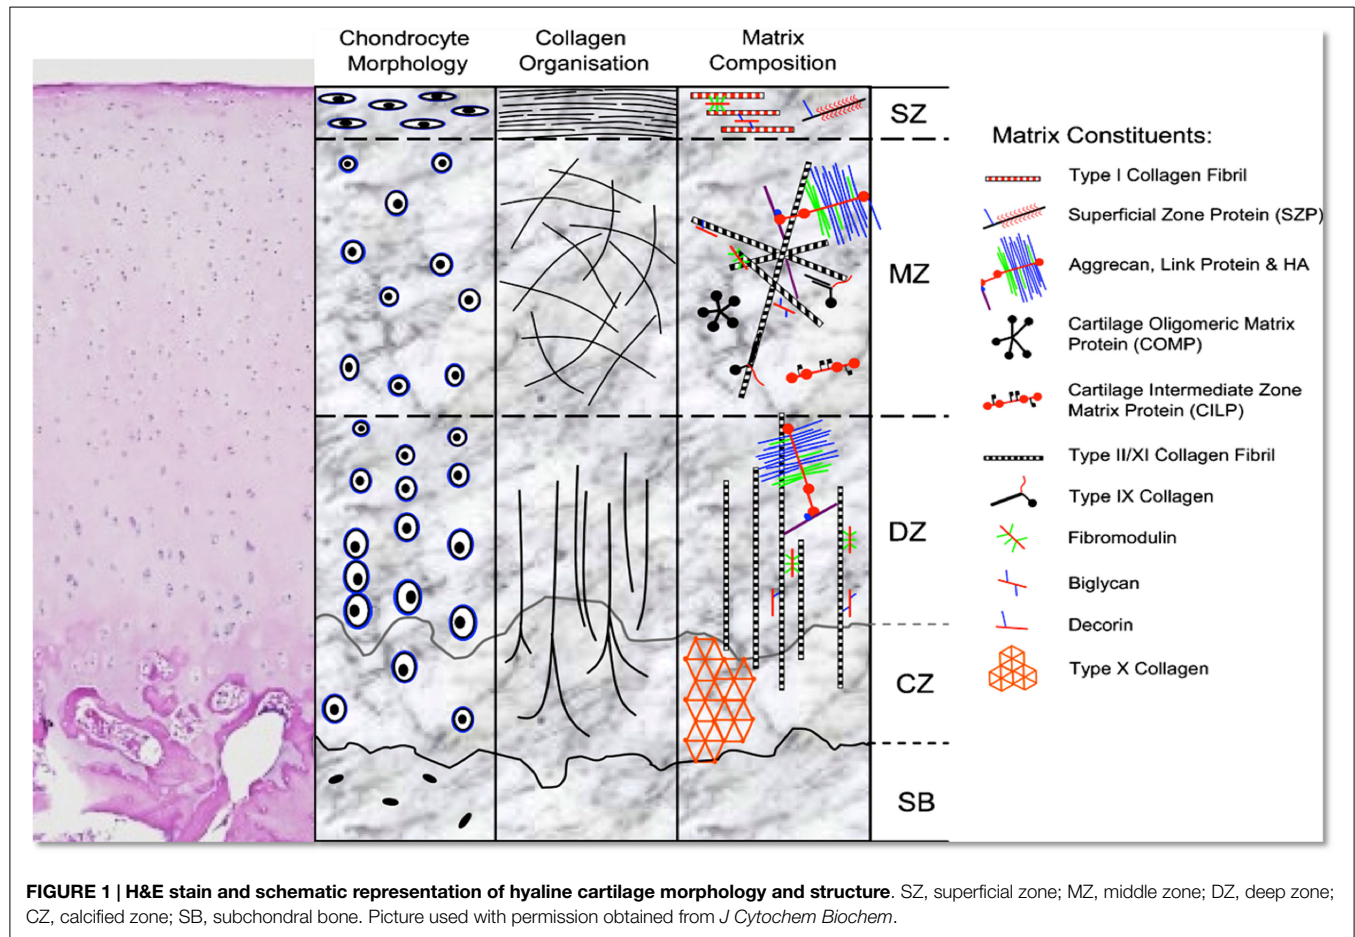 Chondrocyte
Morphology
Collagen
Organisation
Matrix
Composition
SZ
MZ
DZ
CZ
SB
Matrix Constituents:
Type I Collagen Fibril
Superficial Zone Protein (SZP)
Aggrecan, Link Protein & HA
Cartilage Oligomeric Matrix
Protein (COMP)
Cartilage Intermediate Zone
Matrix Protein (CILP)
Type II/XI Collagen Fibril
Type IX Collagen
Fibromodulin
Biglycan
Decorin
Type X Collagen
FIGURE 1 | H&E stain and schematic representation of hyaline cartilage morphology and structure. SZ, superficial zone; MZ, middle zone; DZ, deep zone;
CZ, calcified zone; SB, subchondral bone. Picture used with permission obtained from J Cytochem Biochem.